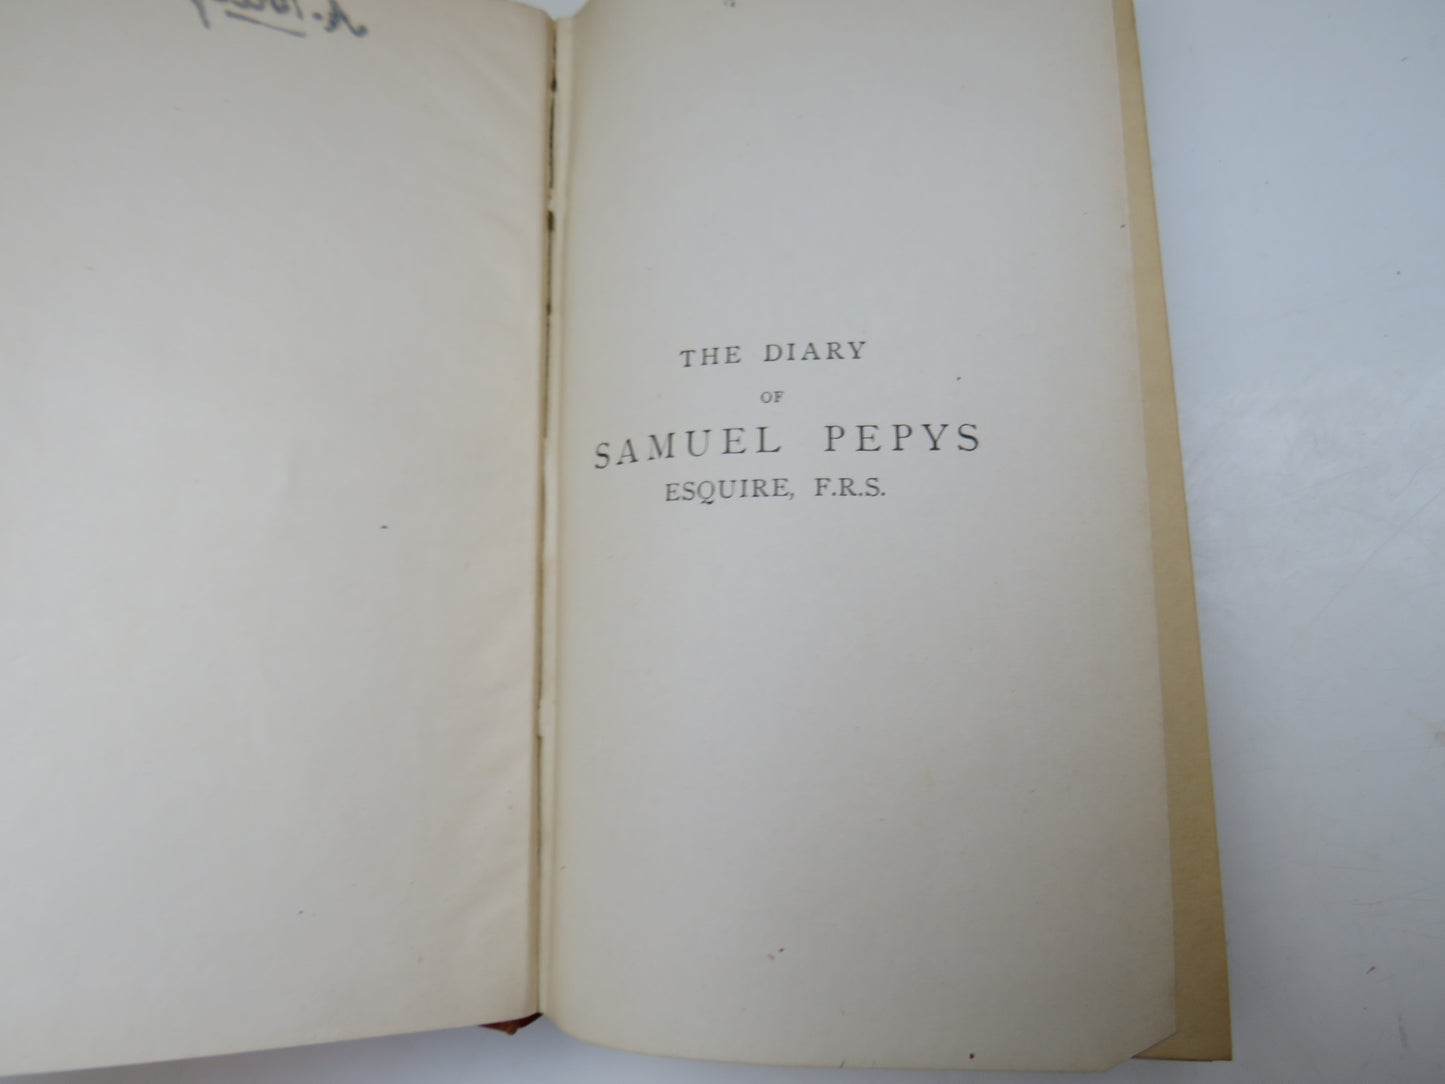 THE DIARY
OF
SAMUEL PEPYS
ESQUIRE, F.R.S.